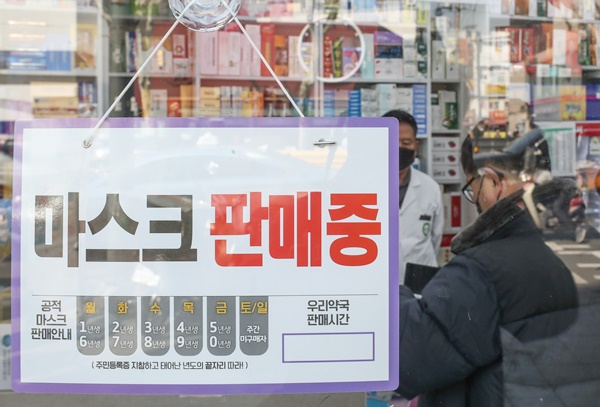 마스크 판매중
공적
마스크
판매안내
월 화 수 목 금 토/일
1년생 2년생 3년생 4년생 5년생 주간
6년생 7년생 8년생 9년생 0년생 미구매자
우리약국
판매시간
( 주민등록증 지참하고 태어난 년도의 끝자리 따라! )